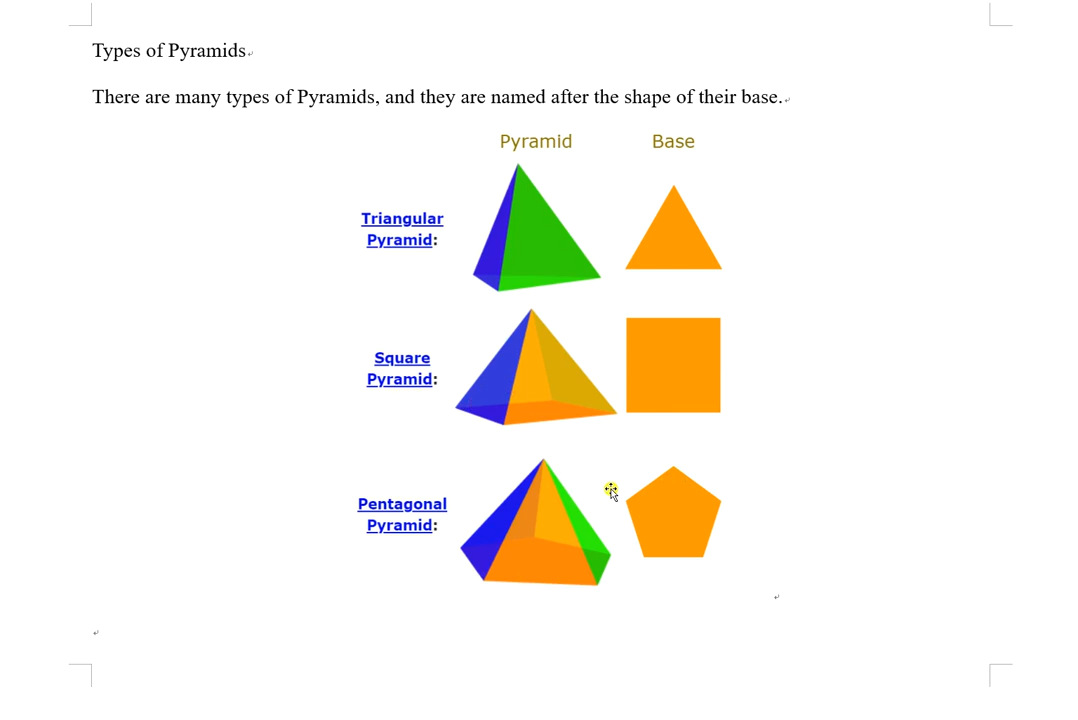 Types of Pyramids
There are many types of Pyramids, and they are named after the shape of their base.
Pyramid Base
Triangular
Pyramid:
Square
Pyramid:
Pentagonal
Pyramid: